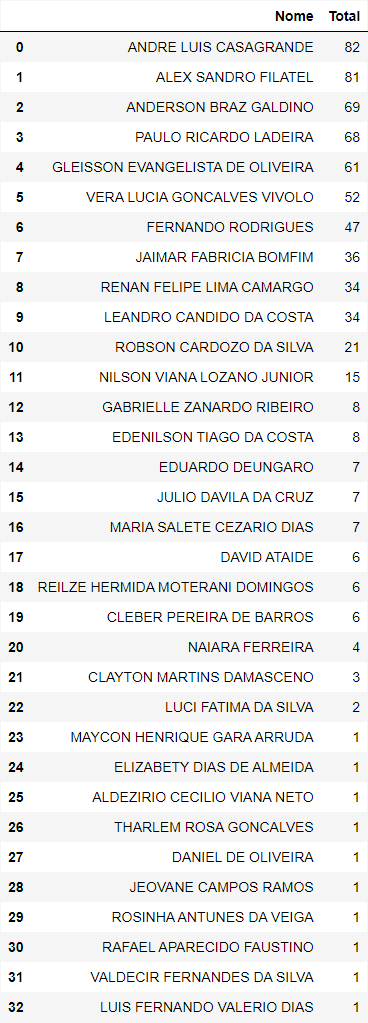 Nome Total
0 ANDRE LUIS CASAGRANDE 82
1 ALEX SANDRO FILATEL 81
2 ANDERSON BRAZ GALDINO 69
3 PAULO RICARDO LADEIRA 68
4 GLEISSON EVANGELISTA DE OLIVEIRA 61
5 VERA LUCIA GONCALVES VIVOLO 52
6 FERNANDO RODRIGUES 47
7 JAIMAR FABRICIA BOMFIM 36
8 RENAN FELIPE LIMA CAMARGO 34
9 LEANDRO CANDIDO DA COSTA 34
10 ROBSON CARDOZO DA SILVA 21
11 NILSON VIANA LOZANO JUNIOR 15
12 GABRIELLE ZANARDO RIBEIRO 8
13 EDENILSON TIAGO DA COSTA 8
14 EDUARDO DEUNGARO 7
15 JULIO DAVILA DA CRUZ 7
16 MARIA SALETE CEZARIO DIAS 7
17 DAVID ATAIDE 6
18 REILZE HERMIDA MOTERANI DOMINGOS 6
19 CLEBER PEREIRA DE BARROS 6
20 NAIARA FERREIRA 4
21 CLAYTON MARTINS DAMASCENO 3
22 LUCI FATIMA DA SILVA 2
23 MAYCON HENRIQUE GARA ARRUDA 1
24 ELIZABETY DIAS DE ALMEIDA 1
25 ALDEZIRIO CECILIO VIANA NETO 1
26 THARLEM ROSA GONCALVES 1
27 DANIEL DE OLIVEIRA 1
28 JEOVANE CAMPOS RAMOS 1
29 ROSINHA ANTUNES DA VEIGA 1
30 RAFAEL APARECIDO FAUSTINO 1
31 VALDECIR FERNANDES DA SILVA 1
32 LUIS FERNANDO VALERIO DIAS 1